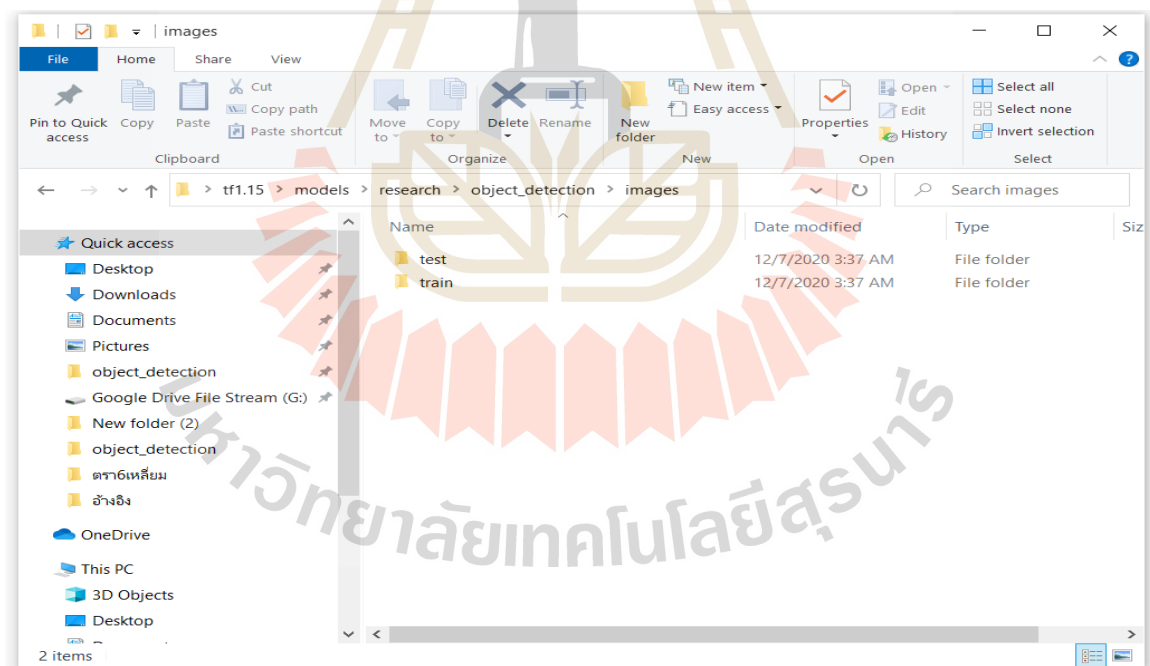 images
File Home Share View
Pin to Quick access
Copy
Paste
Cut
Copy path
Paste shortcut
Clipboard
Move to
Copy to
Delete
Rename
Organize
New folder
New item
Easy access
New
Properties
Open
Edit
History
Open
Select all
Select none
Invert selection
Select
tf1.15 > models > research > object_detection > images
Search images
Name Date modified Type Siz
test 12/7/2020 3:37 AM File folder
train 12/7/2020 3:37 AM File folder
Quick access
Desktop
Downloads
Documents
Pictures
object_detection
Google Drive File Stream (G:)
New folder (2)
object_detection
ตรา6เหลี่ยม
อ้างอิง
OneDrive
This PC
3D Objects
Desktop
2 items
มหาวิทยาลัยเทคโนโลยีสุรนารี